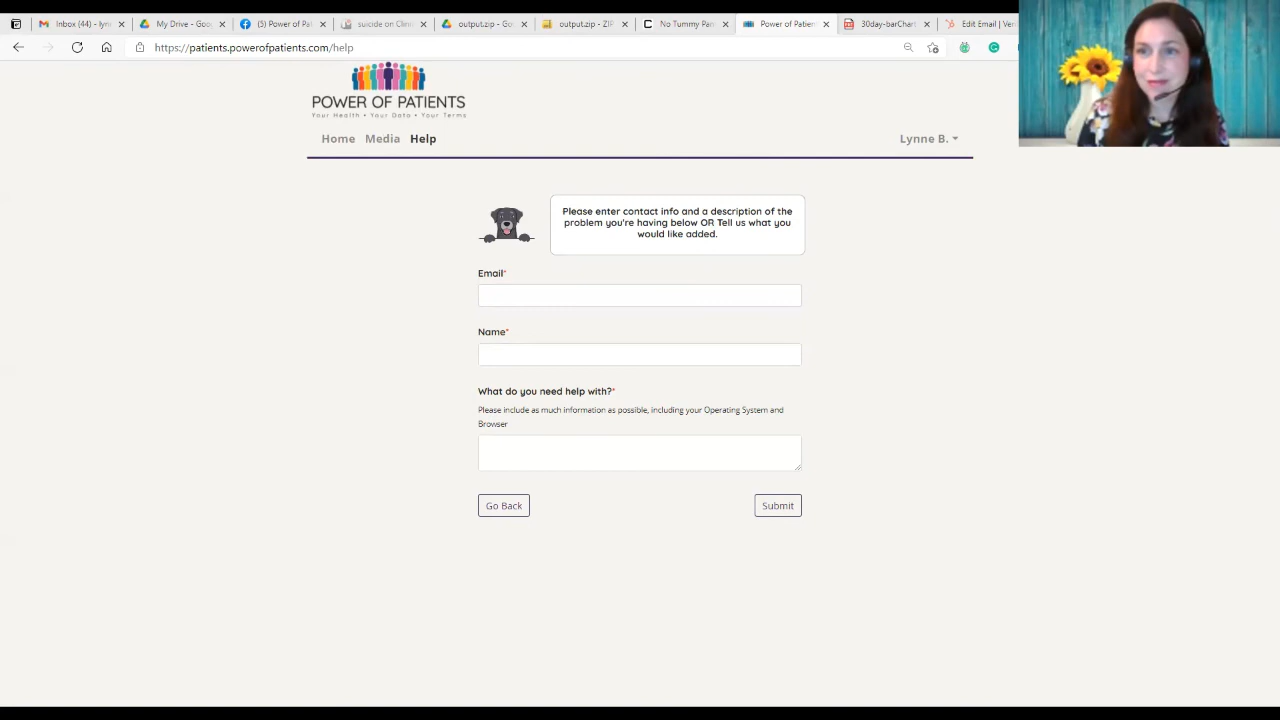 Inbox (44) - lyn
My Drive - Goo
(5) Power of Pat
suicide on Clini
output.zip - Go
output.zip - ZIP
No Tummy Pan
Power of Patien
30day-barChart
Edit Email | Ver
https://patients.powerofpatients.com/help
POWER OF PATIENTS
Your Health • Your Data • Your Terms
Home Media Help Lynne B.
Please enter contact info and a description of the
problem you're having below OR Tell us what you
would like added.
Email*
Name*
What do you need help with?*
Please include as much information as possible, including your Operating System and
Browser
Go Back Submit